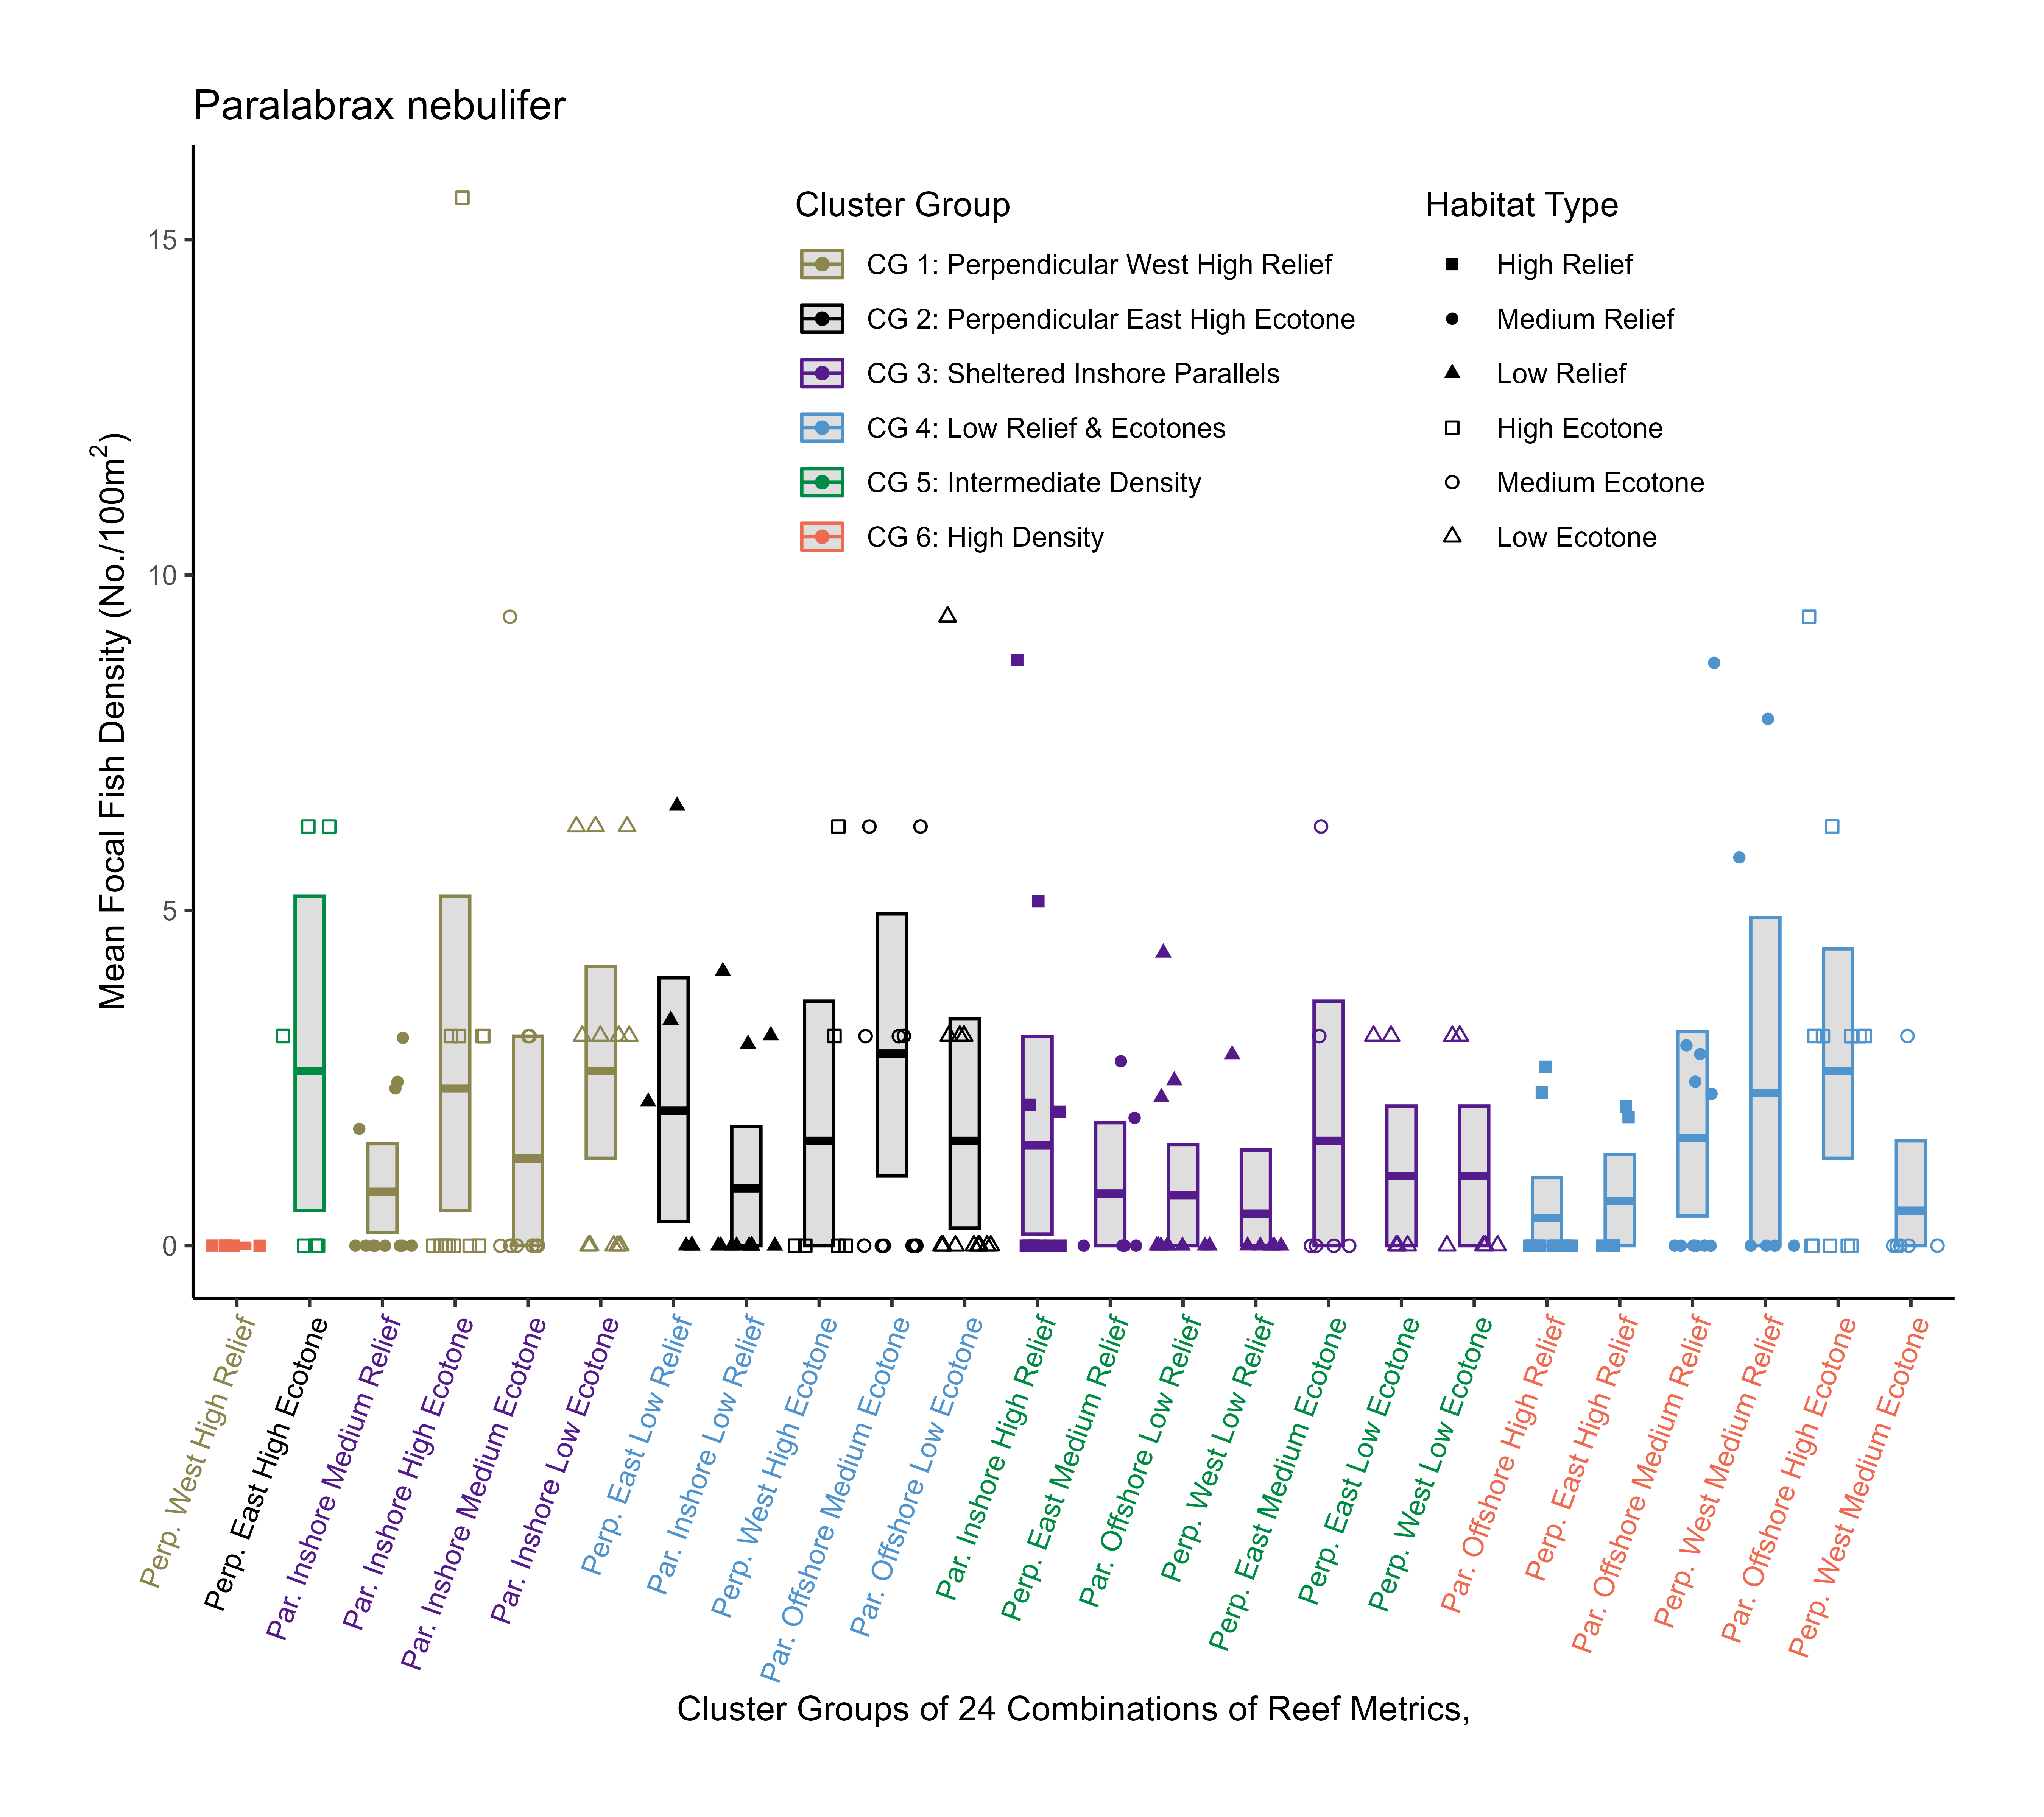 Paralabrax nebulifer
Mean Focal Fish Density (No./100m²)
15
10
5
0
Cluster Group
CG 1: Perpendicular West High Relief
CG 2: Perpendicular East High Ecotone
CG 3: Sheltered Inshore Parallels
CG 4: Low Relief & Ecotones
CG 5: Intermediate Density
CG 6: High Density
Habitat Type
High Relief
Medium Relief
Low Relief
High Ecotone
Medium Ecotone
Low Ecotone
Perp. West High Relief
Perp. East High Ecotone
Par. Inshore Medium Relief
Par. Inshore High Ecotone
Par. Inshore Medium Ecotone
Par. Inshore Low Ecotone
Perp. East Low Relief
Par. Inshore Low Relief
Perp. West High Ecotone
Par. Offshore Medium Ecotone
Par. Offshore Low Ecotone
Par. Inshore High Relief
Perp. East Medium Relief
Par. Offshore Low Relief
Perp. West Low Relief
Perp. East Medium Ecotone
Perp. East Low Ecotone
Perp. West Low Ecotone
Par. Offshore High Relief
Perp. East High Relief
Par. Offshore Medium Relief
Perp. West Medium Relief
Par. Offshore High Ecotone
Perp. West Medium Ecotone
Cluster Groups of 24 Combinations of Reef Metrics,